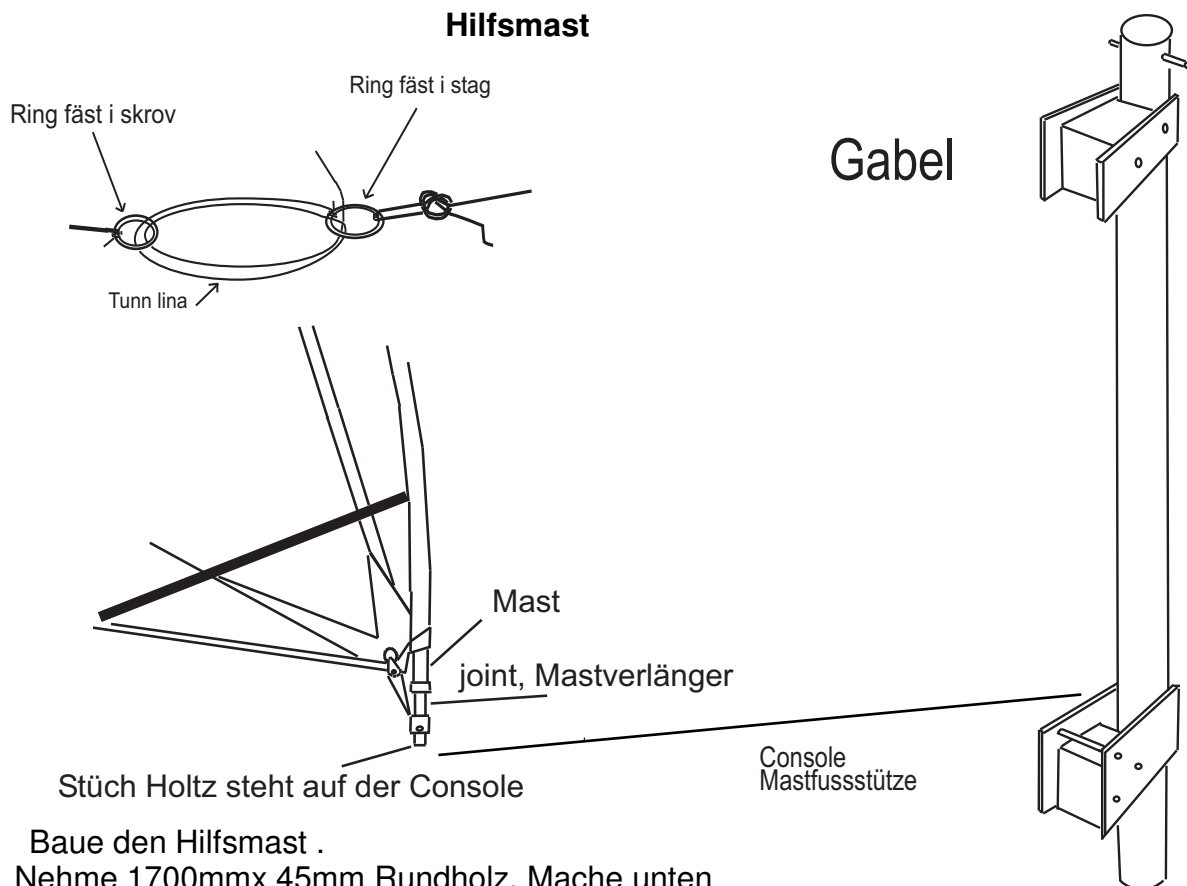 Hilfsmast
Ring fäst i stag
Ring fäst i skrov
Gabel
Tunn lina
Mast
joint, Mastverlänger
Console
Mastfussstütze
Stüch Holtz steht auf der Console
Baue den Hilfsmast .
Nehme 1700mmx 45mm Rundholz. Mache unten